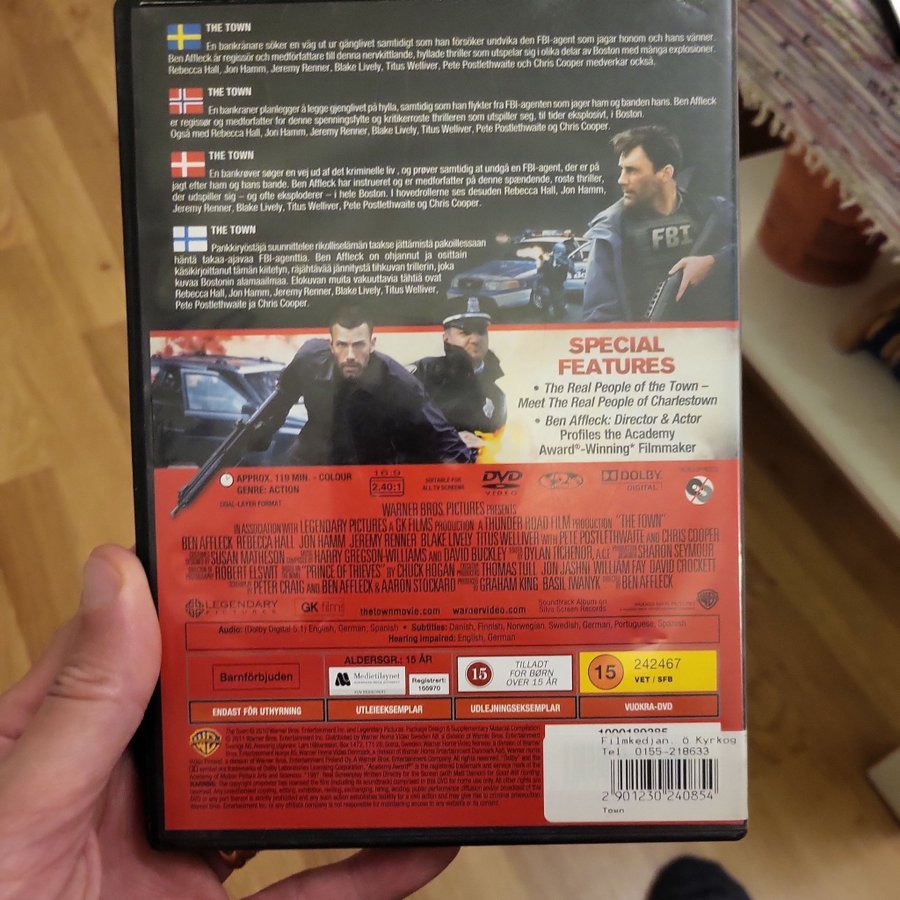 THE TOWN
En bankrånare söker en väg ut ur gänglivet samtidigt som han försöker undvika den FBI-agent som jagar honom och hans vänner.
Ben Affleck är regissör och medförfattare till denna nervkittlande, hyllade thriller som utspelar sig i olika delar av Boston med många explosioner.
Rebecca Hall, Jon Hamm, Jeremy Renner, Blake Lively, Titus Welliver, Pete Postlethwaite och Chris Cooper medverkar också.
THE TOWN
En bankraner planlegger å legge gjenglivet på hylla, samtidig som han flykter fra FBI-agenten som jager ham og banden hans. Ben Affleck
er regissør og medforfatter for denne spenningsfylte og kritikerroste thrilleren som utspiller seg, til tider eksplosivt, i Boston.
Også med Rebecca Hall, Jon Hamm, Jeremy Renner, Blake Lively, Titus Welliver, Pete Postlethwaite og Chris Cooper.
THE TOWN
En bankrøver søger en vej ud af det kriminelle liv , og prøver samtidig at undgå en FBI-agent, der er på
jagt efter ham og hans bande. Ben Affleck har instrueret og er medforfatter på denne spændende, roste thriller,
der udspiller sig – og ofte eksploderer – i hele Boston. I hovedrollerne ses desuden Rebecca Hall, Jon Hamm,
Jeremy Renner, Blake Lively, Titus Welliver, Pete Postlethwaite og Chris Cooper.
THE TOWN
Pankkiryöstäjä suunnittelee rikolliselämän taakse jättämistä pakoillessaan
häntä takaa-ajavaa FBI-agenttia. Ben Affleck on ohjannut ja osittain
käsikirjoittanut tämän kiitetyn, räjähtävää jännitystä tihkuvan trillerin, joka
kuvaa Bostonin alamaailmaa. Elokuvan muita vakuuttavia tähtiä ovat
Rebecca Hall, Jon Hamm, Jeremy Renner, Blake Lively, Titus Welliver,
Pete Postlethwaite ja Chris Cooper.
FBI
SPECIAL
FEATURES
• The Real People of the Town –
Meet The Real People of Charlestown
• Ben Affleck: Director & Actor
Profiles the Academy
Award®-Winning* Filmmaker
APPROX. 119 MIN. - COLOUR
GENRE: ACTION
DUAL-LAYER FORMAT
16:9
2.40:1
SUITABLE FOR
ALL TV SCREENS
DVD
VIDEO
2
DOLBY
DIGITAL
WARNER BROS. PICTURES PRESENTS
IN ASSOCIATION WITH LEGENDARY PICTURES A GK FILMS PRODUCTION A THUNDER ROAD FILM PRODUCTION "THE TOWN"
BEN AFFLECK REBECCA HALL JON HAMM JEREMY RENNER BLAKE LIVELY TITUS WELLIVER WITH PETE POSTLETHWAITE AND CHRIS COOPER
SUSAN MATHESON HARRY GREGSON-WILLIAMS AND DAVID BUCKLEY DYLAN TICHENOR, A.C.E. SHARON SEYMOUR
ROBERT ELSWIT "PRINCE OF THIEVES" BY CHUCK HOGAN THOMAS TULL JON JASHNI WILLIAM FAY DAVID CROCKETT
PETER CRAIG AND BEN AFFLECK & AARON STOCKARD GRAHAM KING BASIL IWANYK BEN AFFLECK
LEGENDARY
PICTURES
GK films
thetownmovie.com
warnervideo.com
Soundtrack Album on
Silva Screen Records
Audio: (Dolby Digital 5.1) English, German, Spanish • Subtitles: Danish, Finnish, Norwegian, Swedish, German, Portuguese, Spanish
Hearing impaired: English, German
Barnförbjuden
ALDERSGR.: 15 ÅR
Medietilsynet
Registrert:
15
TILLADT
FOR BØRN
OVER 15 ÅR
15
242467
VET / SFB
ENDAST FÖR UTHYRNING
UTLEIEEKSEMPLAR
UDLEJNINGSEKSEMPLAR
VUOKRA-DVD
Filmkedjan. Ö Kyrkog
Tel. 0155-218633
2 901230 240854
Town